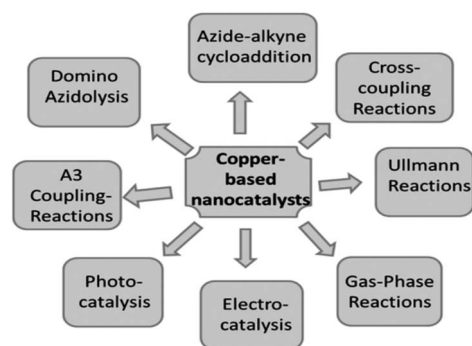 Azide-alkyne
cycloaddition
Domino
Azidolysis
Cross-
coupling
Reactions
Copper-
based
nanocatalysts
A3
Coupling-
Reactions
Ullmann
Reactions
Photo-
catalysis
Electro-
catalysis
Gas-Phase
Reactions